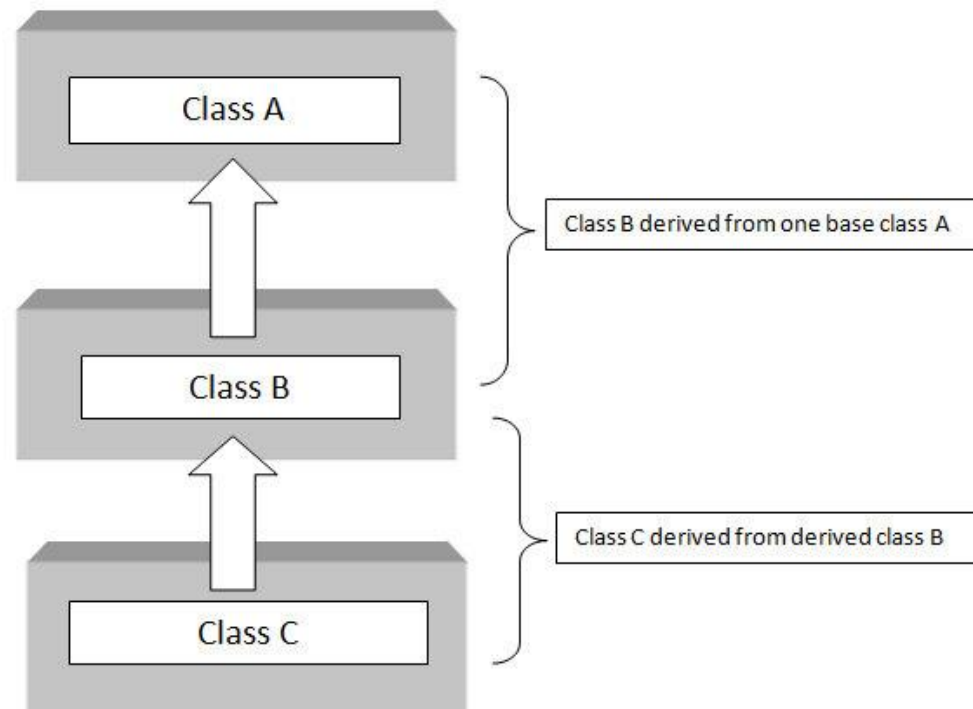 Class A
Class B derived from one base class A
Class B
Class C derived from derived class B
Class C